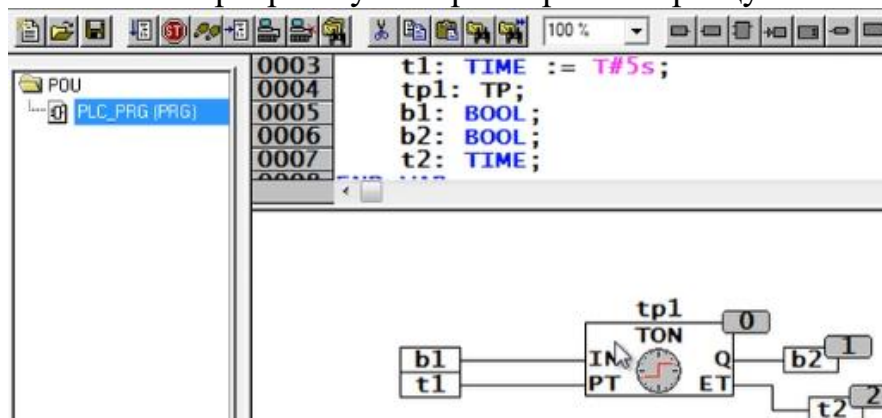 100 %
POU
PLC_PRG (PRG)
0003 t1: TIME := T#5s;
0004 tp1: TP;
0005 b1: BOOL;
0006 b2: BOOL;
0007 t2: TIME;
tp1
0
TON
b1 IN Q b2 1
t1 PT ET
t2 2